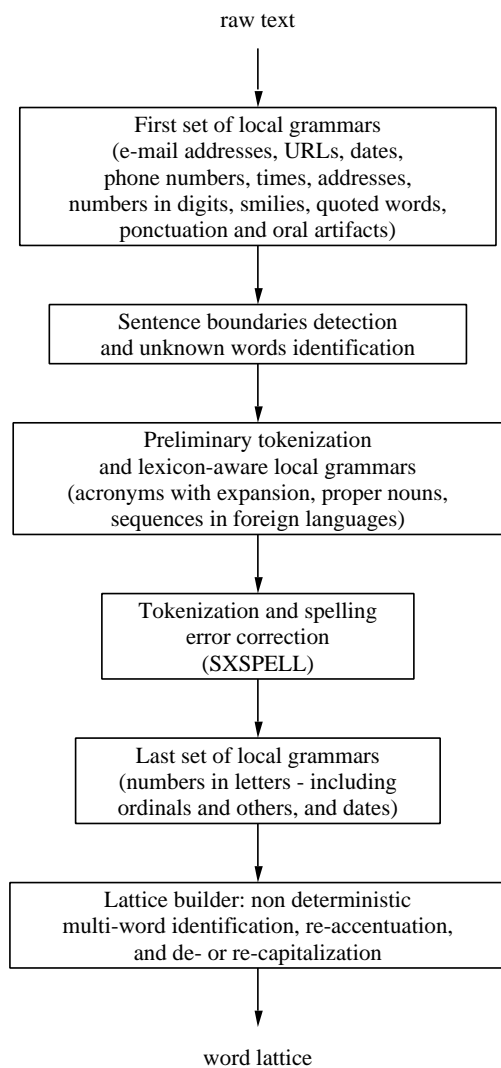 raw text
First set of local grammars
(e-mail addresses, URLs, dates,
phone numbers, times, addresses,
numbers in digits, smilies, quoted words,
ponctuation and oral artifacts)
Sentence boundaries detection
and unknown words identification
Preliminary tokenization
and lexicon-aware local grammars
(acronyms with expansion, proper nouns,
sequences in foreign languages)
Tokenization and spelling
error correction
(SXSPELL)
Last set of local grammars
(numbers in letters - including
ordinals and others, and dates)
Lattice builder: non deterministic
multi-word identification, re-accentuation,
and de- or re-capitalization
word lattice